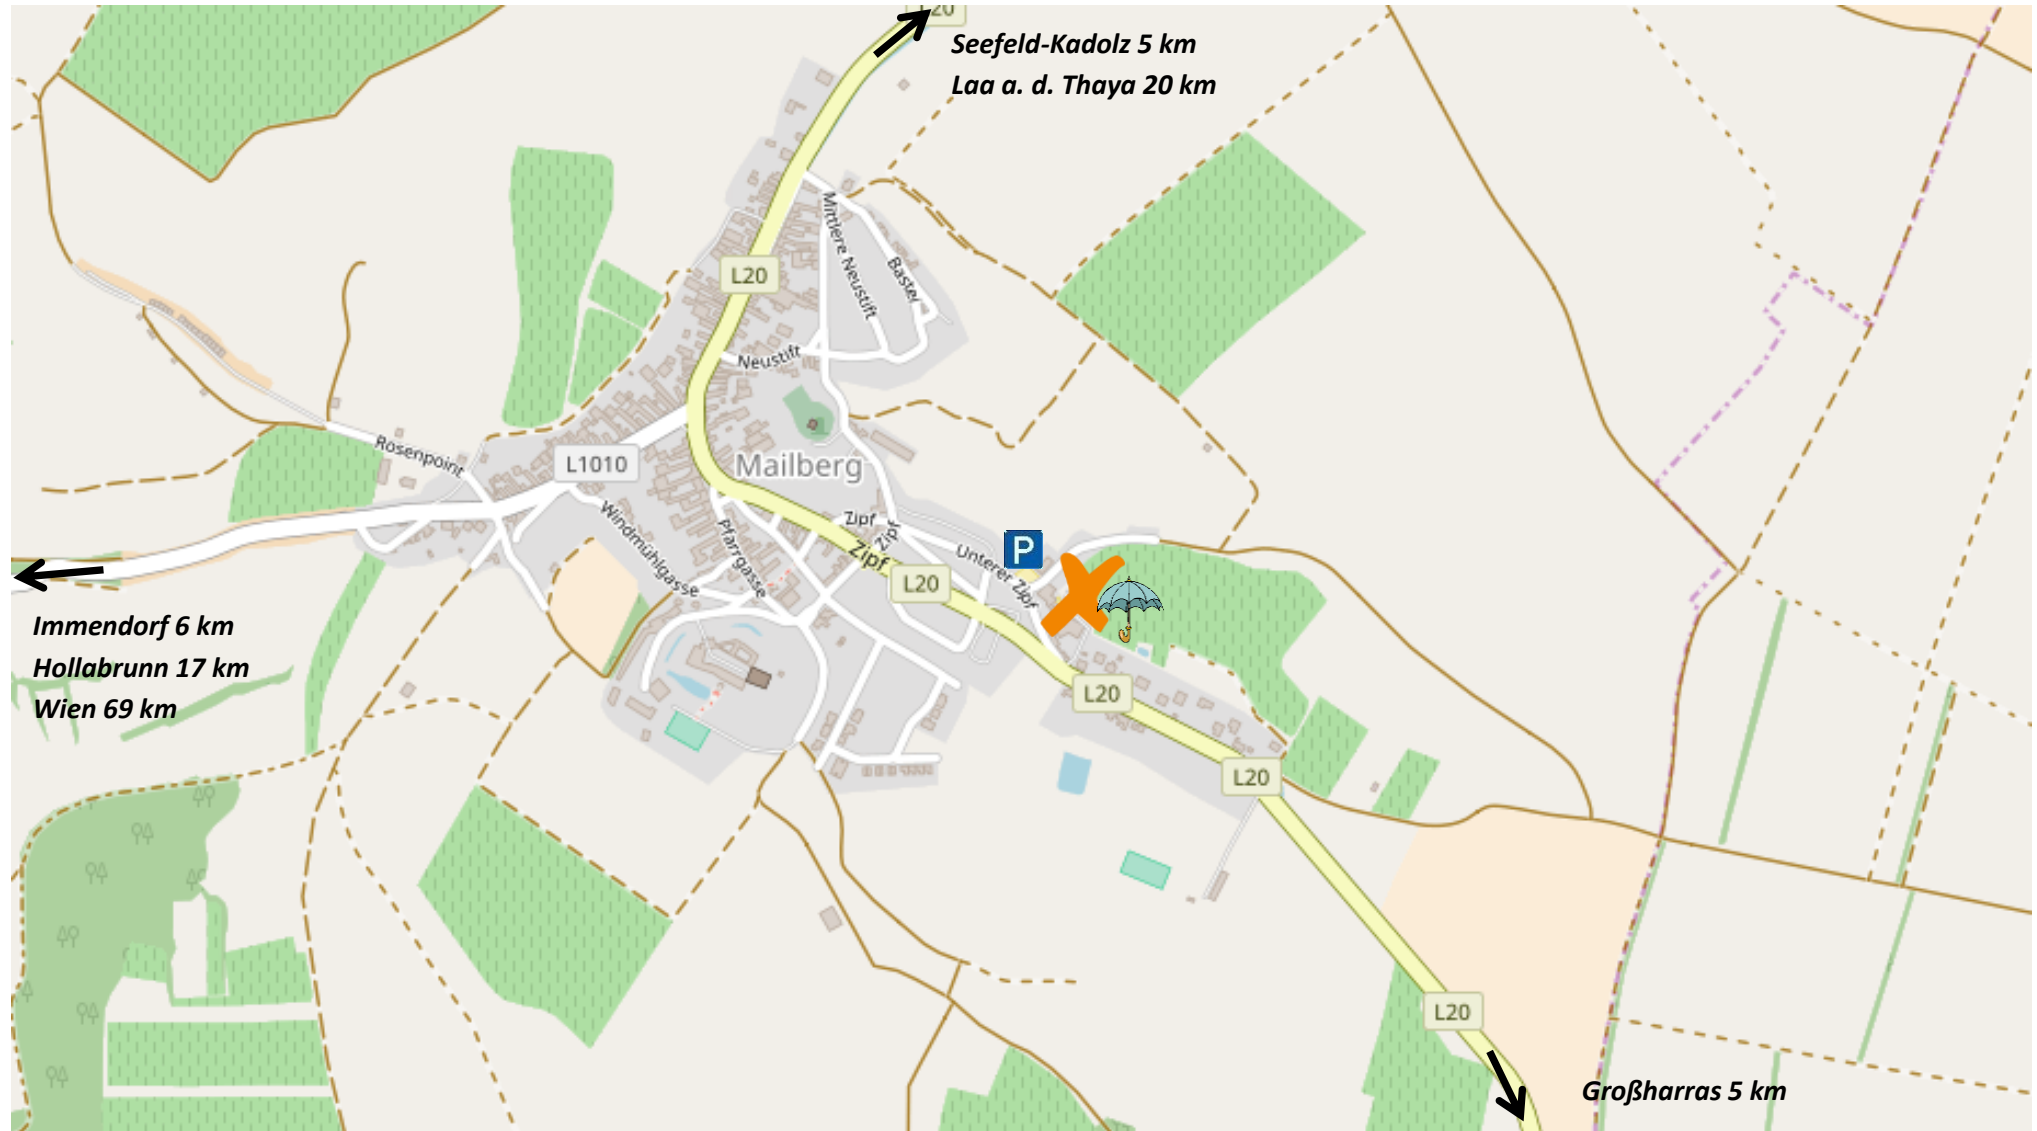 L20
Seefeld-Kadolz 5 km
Laa a. d. Thaya 20 km
Mittlere Neustift
Bastei
L20
Neustift
Rosenpoint
L1010
Mailberg
Windmühlgasse
Pfarrgasse
Zipf
Zipf
Zipf
Unterer Zipf
P
L20
Immendorf 6 km
Hollabrunn 17 km
Wien 69 km
L20
L20
L20
Großharras 5 km